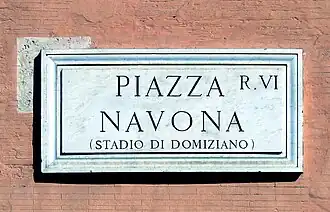 PIAZZA R. VI
NAVONA
(STADIO DI DOMIZIANO)